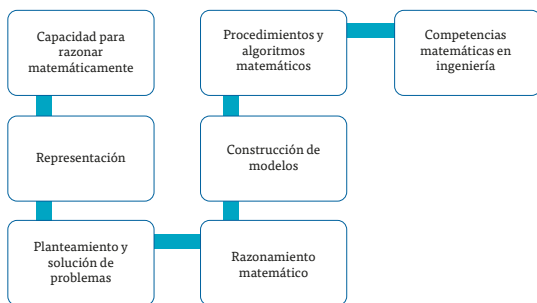 Capacidad para
razonar
matemáticamente
Representación
Planteamiento y
solución de
problemas
Razonamiento
matemático
Construcción de
modelos
Procedimientos y
algoritmos
matemáticos
Competencias
matemáticas en
ingeniería